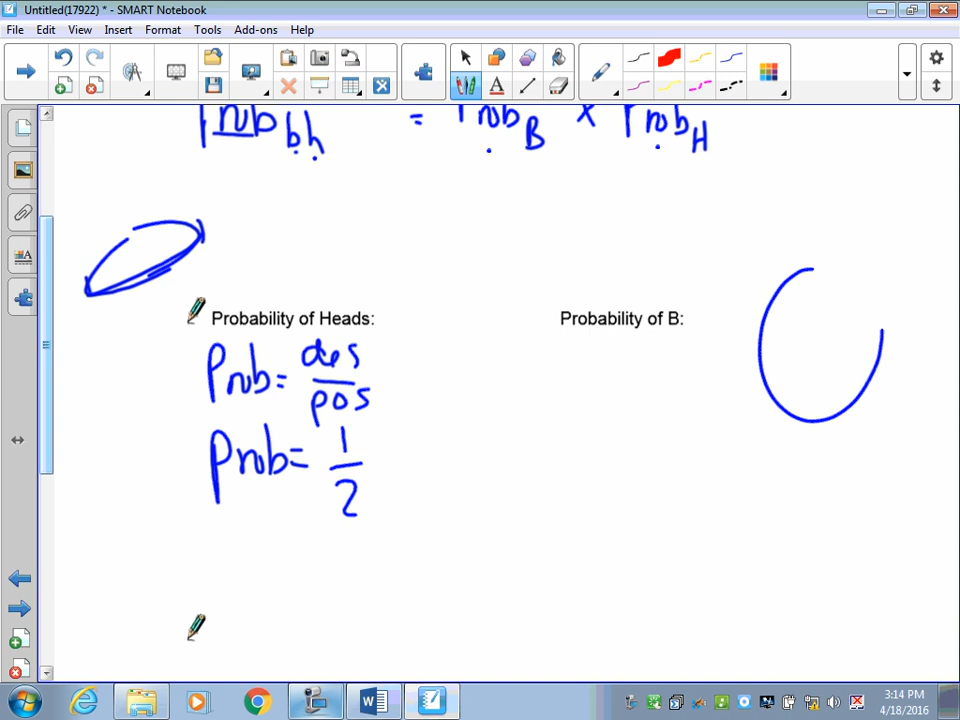 Untitled(17922) * - SMART Notebook
File Edit View Insert Format Tools Add-ons Help
Prob Bh = Prob B x Prob H
Probability of Heads: Probability of B:
Prob = des
pos
Prob = 1
2
3:14 PM
4/18/2016